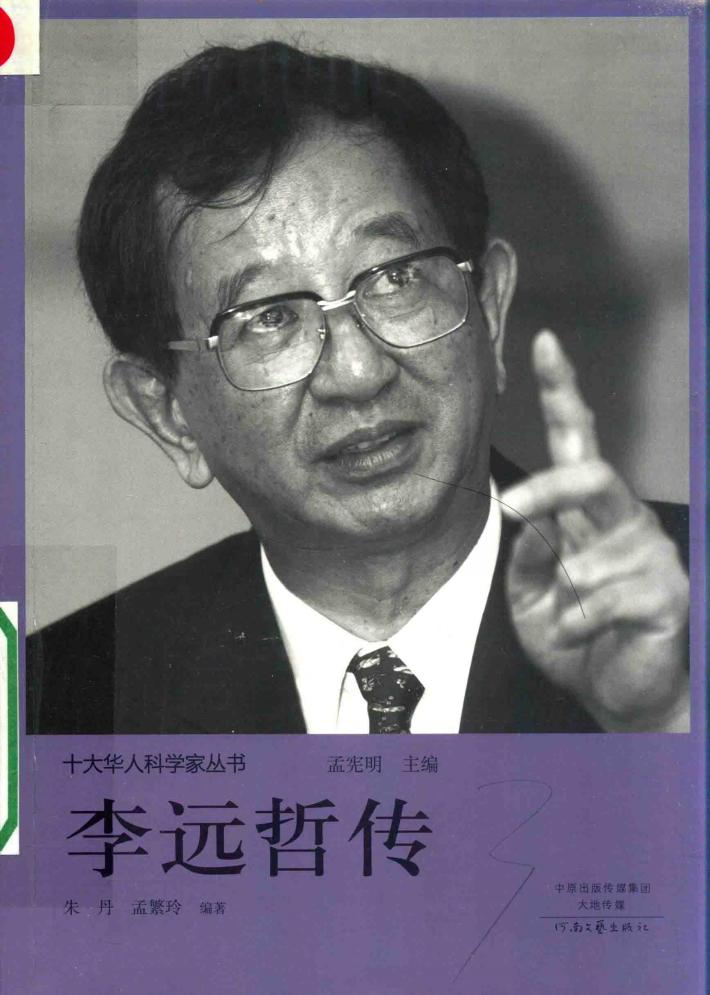 十大华人科学家丛书 孟宪明 主编
李远哲传
朱 丹 孟繁玲 编著
中原出版传媒集团
大地传媒
河南文艺出版社